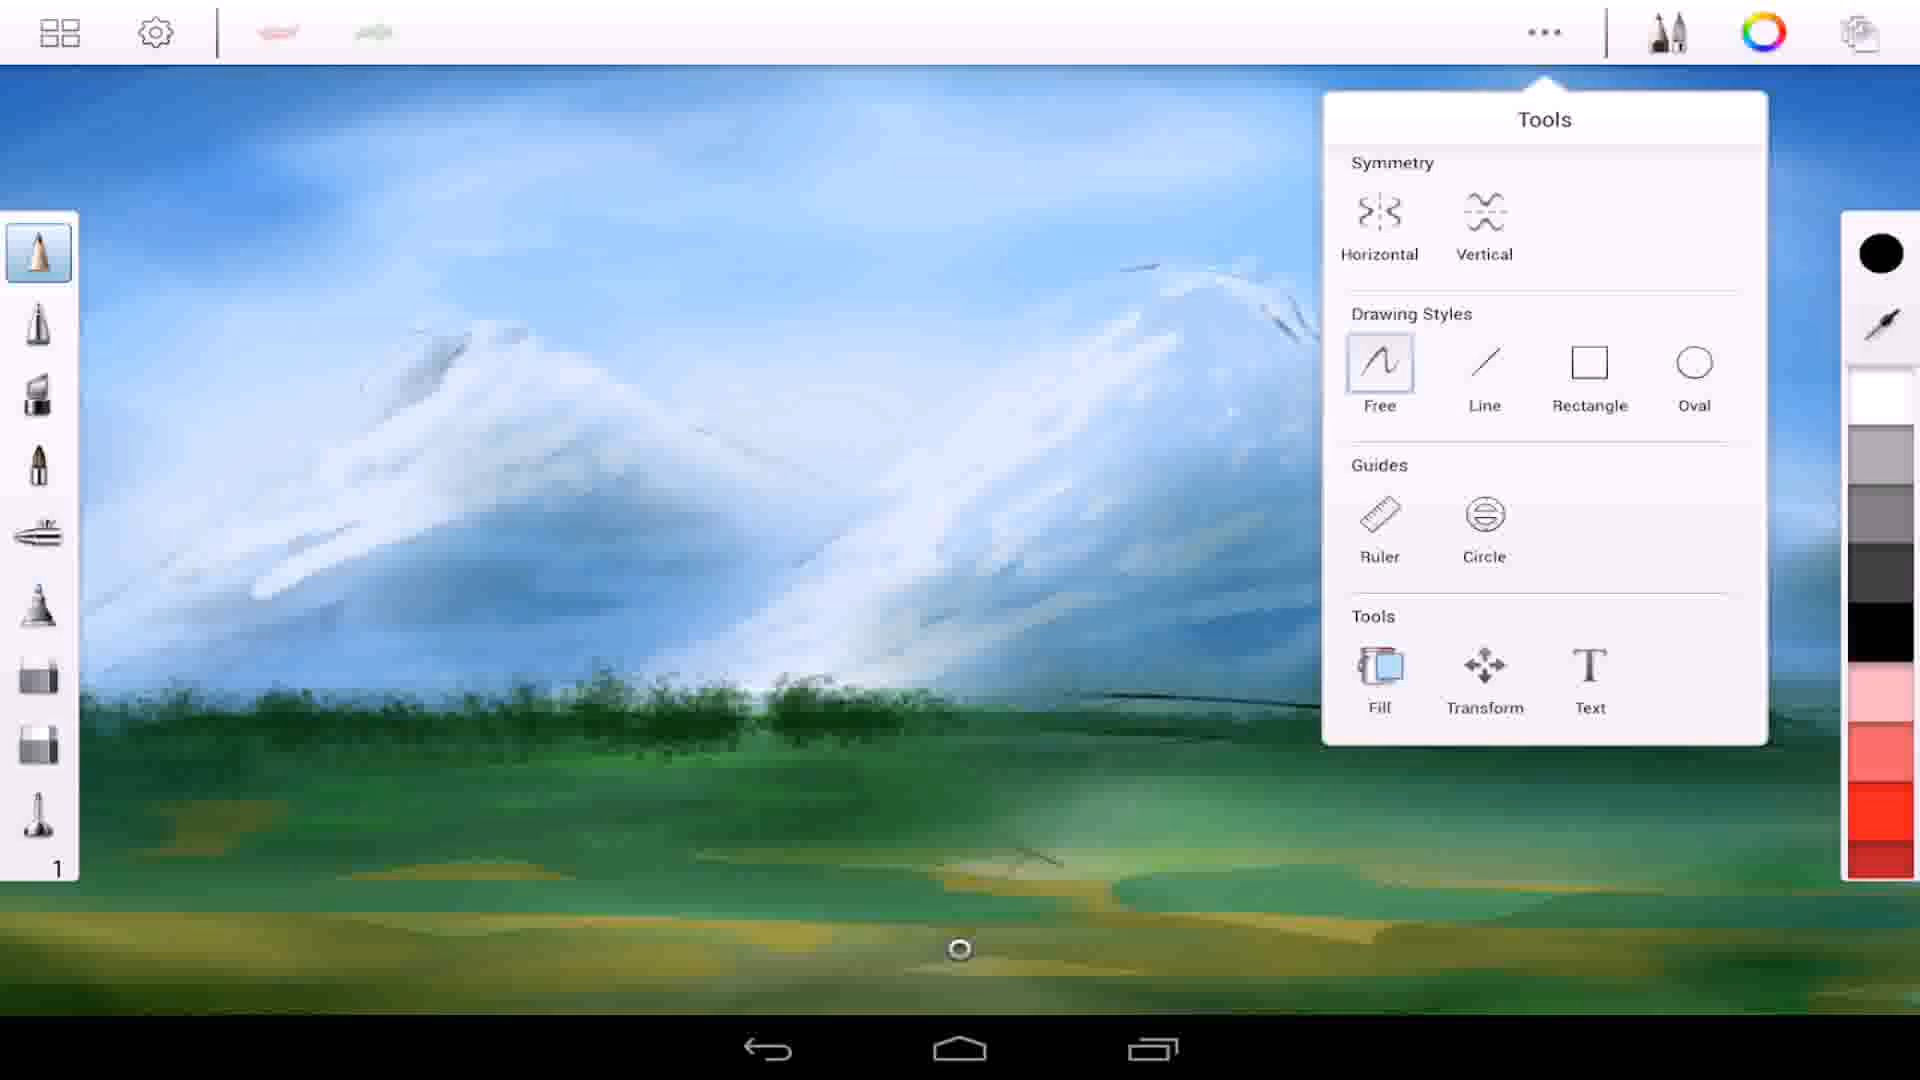 Tools
Symmetry
Horizontal Vertical
Drawing Styles
Free Line Rectangle Oval
Guides
Ruler Circle
Tools
Fill Transform Text
1